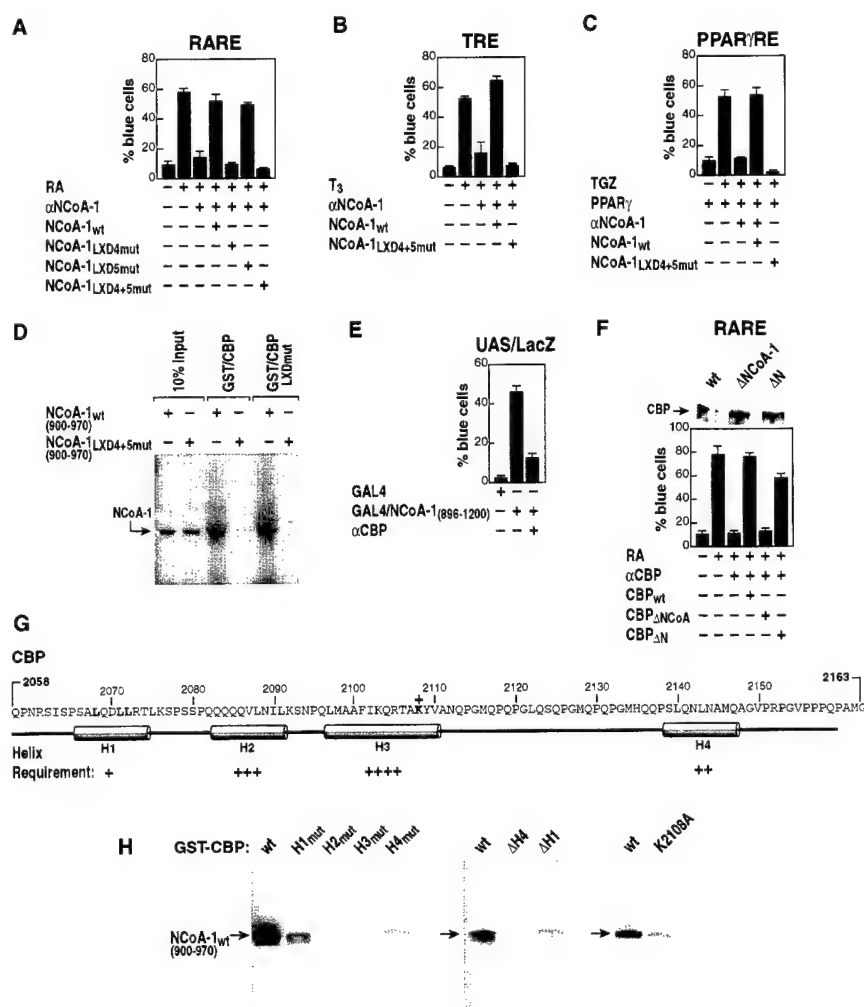 A
RARE
% blue cells
80
60
40
20
0
RA − + + + + + +
αNCoA-1 − − + + + + +
NCoA-1wt − − − + − − −
NCoA-1LXD4mut − − − − + − −
NCoA-1LXD5mut − − − − − + −
NCoA-1LXD4+5mut − − − − − − +
B
TRE
% blue cells
80
60
40
20
0
T3 − + + + +
αNCoA-1 − − + + +
NCoA-1wt − − − + −
NCoA-1LXD4+5mut − − − − +
C
PPARγRE
% blue cells
80
60
40
20
0
TGZ − + + + +
PPARγ + + + + +
αNCoA-1 − − + + +
NCoA-1wt − − − + −
NCoA-1LXD4+5mut − − − − +
D
10% Input
GST/CBP
GST/CBP LXDmut
NCoA-1wt + − + − + −
(900-970)
NCoA-1LXD4+5mut − + − + − +
(900-970)
NCoA-1
E
UAS/LacZ
% blue cells
60
40
20
0
GAL4 + − −
GAL4/NCoA-1(896-1200) − + +
αCBP − − +
F
RARE
wt
ΔNCoA-1
ΔN
CBP
% blue cells
100
80
60
40
20
0
RA − + + + + +
αCBP − − + + + +
CBPwt − − − + − −
CBPΔNCoA − − − − + −
CBPΔN − − − − − +
G
CBP
2058 2070 2080 2090 2100 2110 2120 2130 2140 2150 2163
QPNRSISPSALQDLLRTLKSPSSPQQQQQVLNILKSNPQLMAAFIKQRTAKYVANQPGMQPQPGLQSQPGMQPQPGMHQQPSLQNLNAMQAGVPRPGVPPPQPAMG
Helix H1 H2 H3 H4
Requirement: + +++ ++++ ++
H
GST-CBP: wt H1mut H2mut H3mut H4mut wt ΔH4 ΔH1 wt K2108A
NCoA-1wt
(900-970)